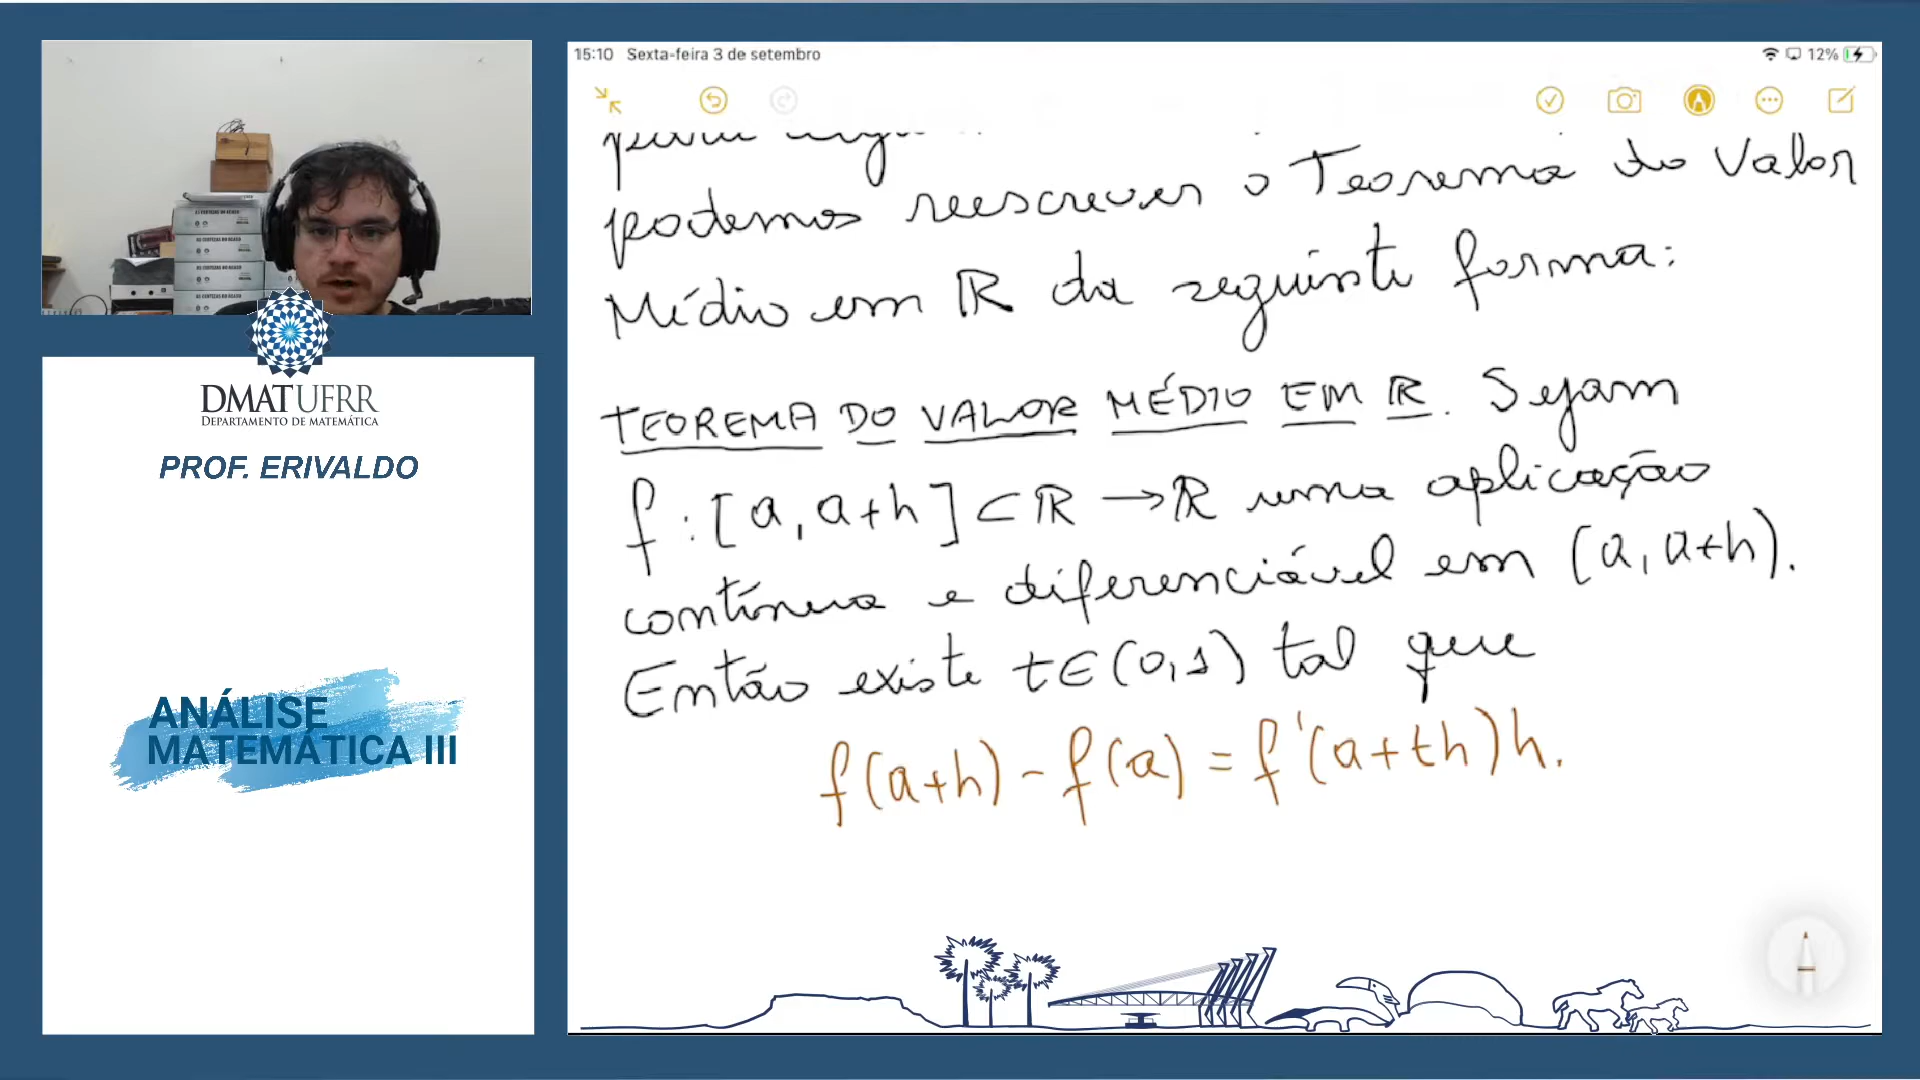 15:10 Sexta-feira 3 de setembro
12%
podemos reescrever o Teorema do Valor
Médio em ℝ da seguinte forma:
TEOREMA DO VALOR MÉDIO EM ℝ. Sejam
f:[a, a+h] ⊂ ℝ → ℝ uma aplicação
contínua e diferenciável em (a, a+h).
Então existe t∈(0,1) tal que
f(a+h) - f(a) = f'(a+th)h.
DMATUFRR
DEPARTAMENTO DE MATEMÁTICA
PROF. ERIVALDO
ANÁLISE
MATEMÁTICA III